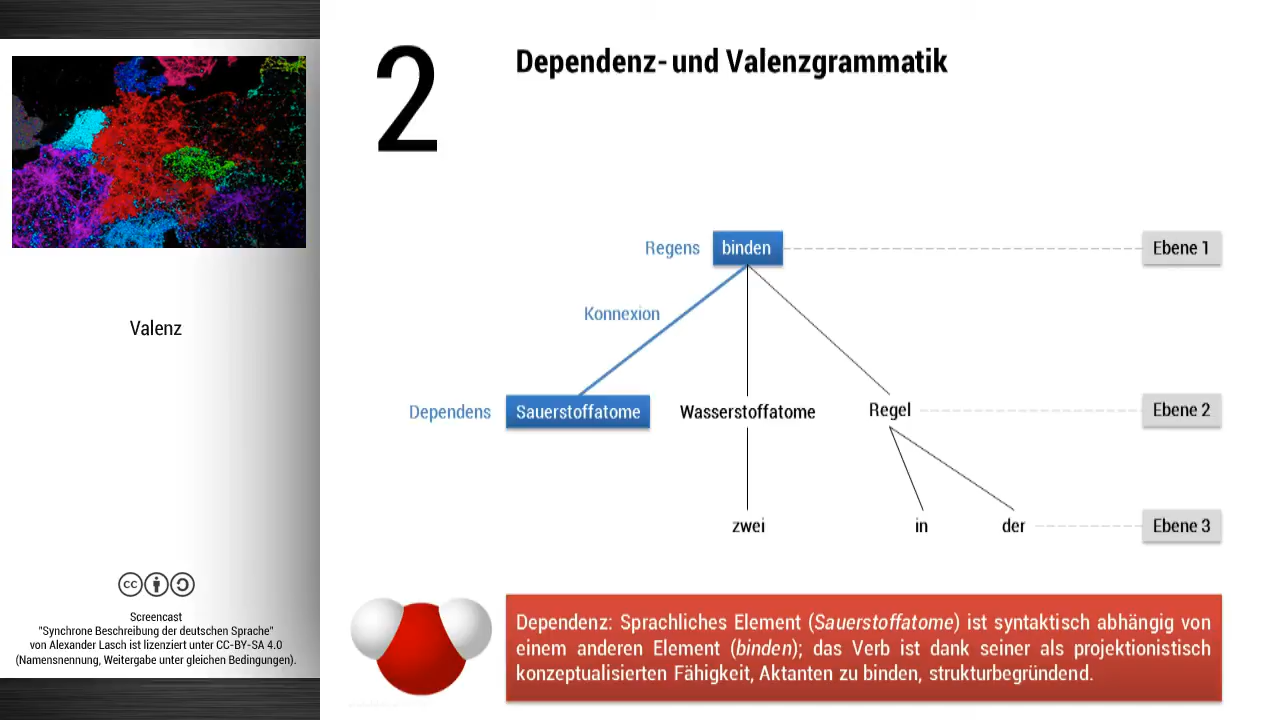 2
Dependenz- und Valenzgrammatik
Valenz
Regens
binden
Ebene 1
Konnexion
Dependens
Sauerstoffatome
Wasserstoffatome
Regel
Ebene 2
zwei
in
der
Ebene 3
Dependenz: Sprachliches Element (Sauerstoffatome) ist syntaktisch abhängig von
einem anderen Element (binden); das Verb ist dank seiner als projektionistisch
konzeptualisierten Fähigkeit, Aktanten zu binden, strukturbegründend.
cc
Screencast
"Synchrone Beschreibung der deutschen Sprache"
von Alexander Lasch ist lizenziert unter CC-BY-SA 4.0
(Namensnennung, Weitergabe unter gleichen Bedingungen).